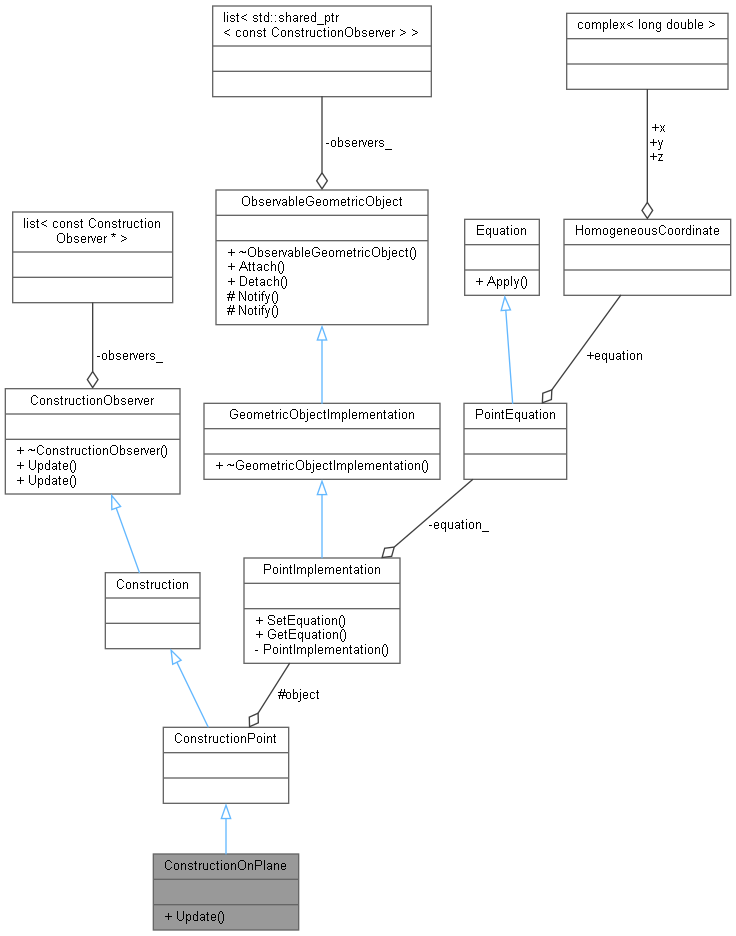 list< std::shared_ptr
< const ConstructionObserver > >
complex< long double >
-observers_
+x
+y
+z
ObservableGeometricObject
+ ~ObservableGeometricObject()
+ Attach()
+ Detach()
# Notify()
# Notify()
list< const Construction
Observer * >
Equation
+ Apply()
HomogeneousCoordinate
-observers_
+equation
ConstructionObserver
+ ~ConstructionObserver()
+ Update()
+ Update()
GeometricObjectImplementation
+ ~GeometricObjectImplementation()
PointEquation
-equation_
Construction
PointImplementation
+ SetEquation()
+ GetEquation()
- PointImplementation()
#object
ConstructionPoint
ConstructionOnPlane
+ Update()